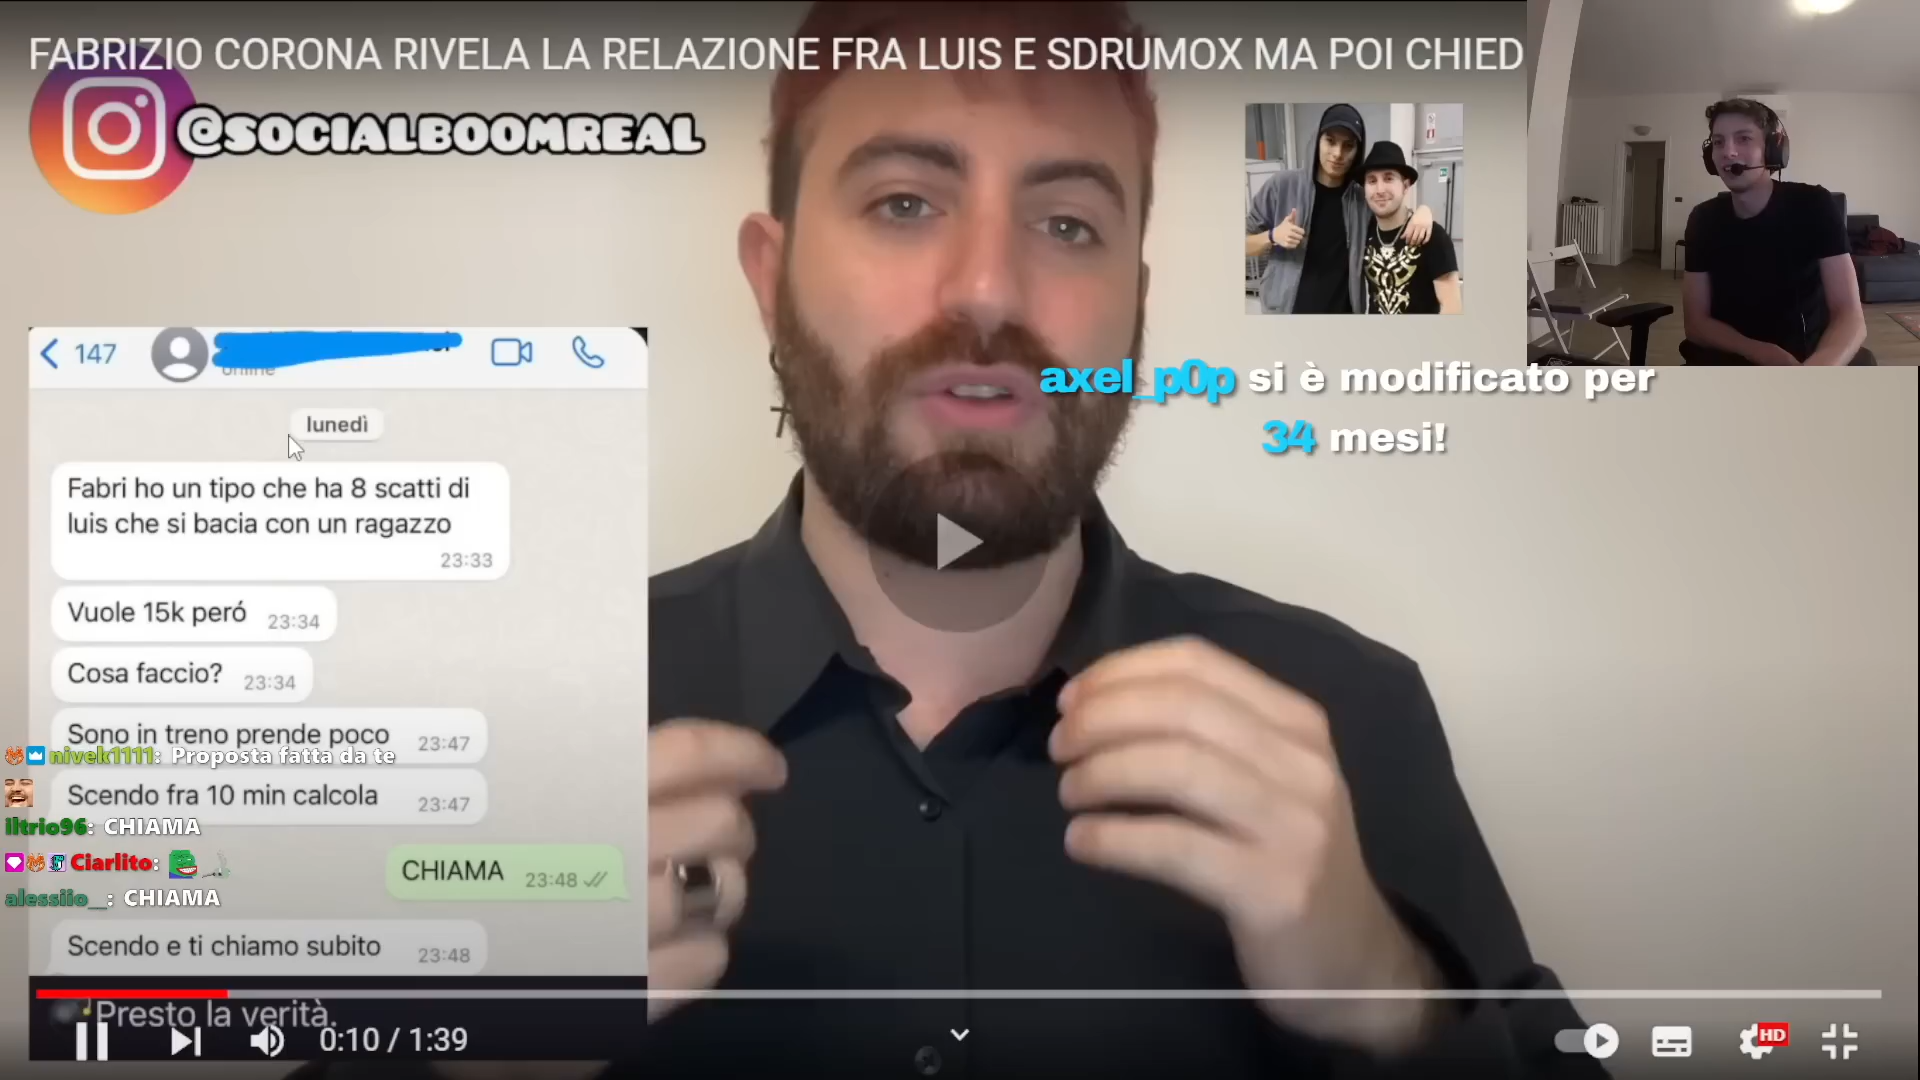 FABRIZIO CORONA RIVELA LA RELAZIONE FRA LUIS E SDRUMOX MA POI CHIED
@SOCIALBOOMREAL
147
online
lunedì
Fabri ho un tipo che ha 8 scatti di
luis che si bacia con un ragazzo
23:33
Vuole 15k peró 23:34
Cosa faccio? 23:34
Sono in treno prende poco 23:47
Scendo fra 10 min calcola 23:47
CHIAMA 23:48
Scendo e ti chiamo subito 23:48
Presto la verità.
axel_p0p si è modificato per
34 mesi!
nivek1111: Proposta fatta da te
iltrio96: CHIAMA
Ciarlito:
alessiio__: CHIAMA
0:10 / 1:39
HD